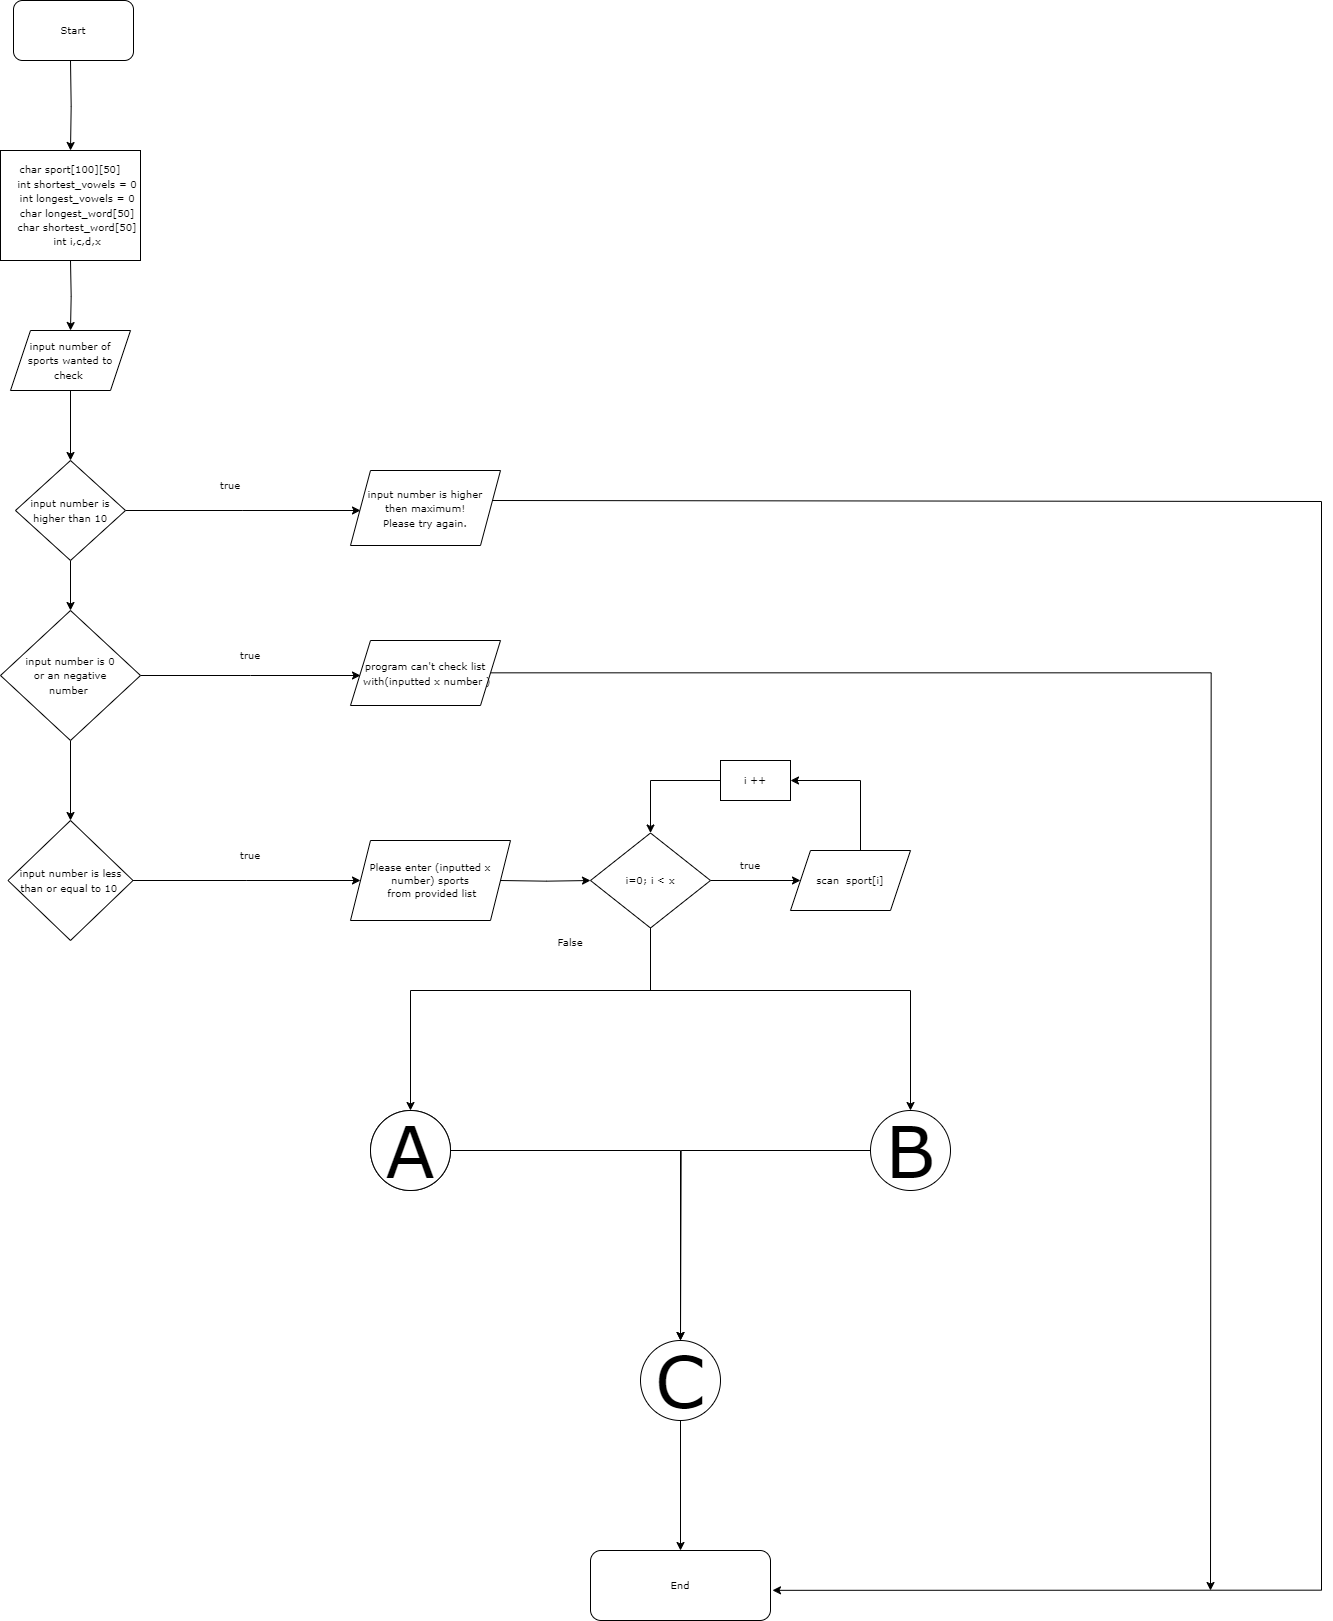 Start
char sport[100][50]
int shortest_vowels = 0
int longest_vowels = 0
char longest_word[50]
char shortest_word[50]
int i,c,d,x
input number of
sports wanted to
check
input number is
higher than 10
true
input number is higher
then maximum!
Please try again.
input number is 0
or an negative
number
true
program can't check list
with(inputted x number )
i ++
input number is less
than or equal to 10
true
Please enter (inputted x
number) sports
from provided list
i=0; i < x
true
scan sport[i]
False
A
B
C
End